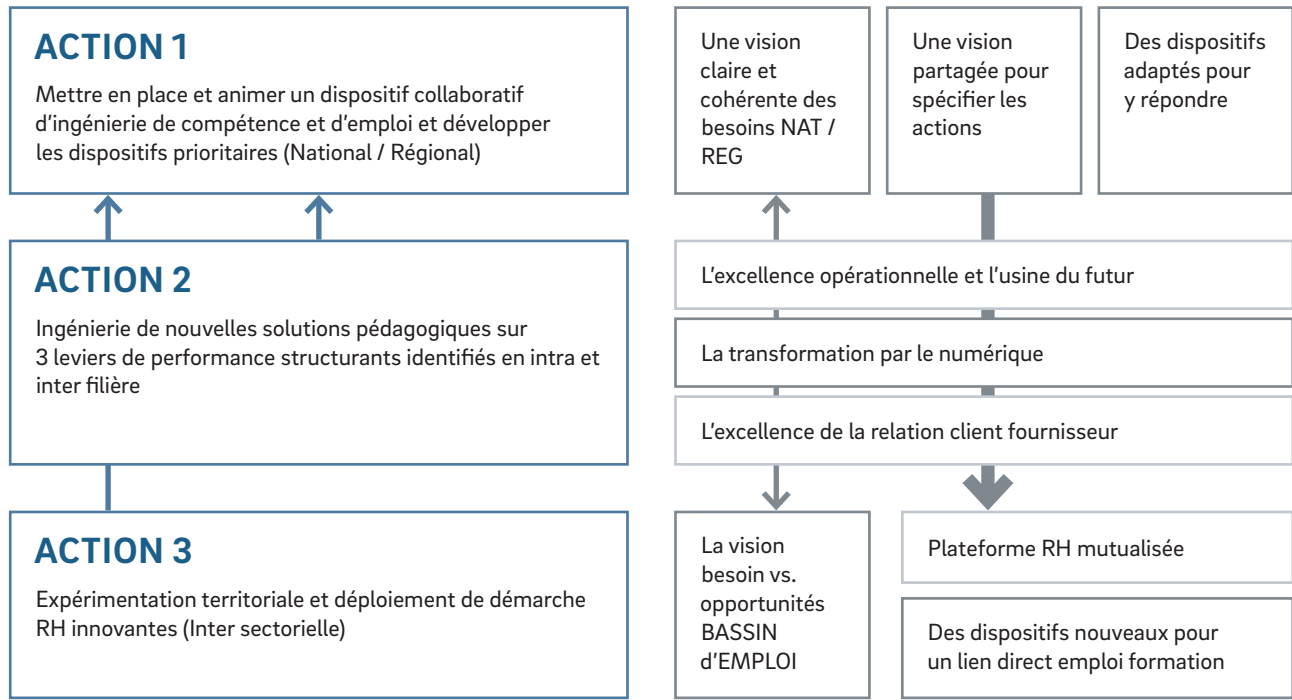 ACTION 1
Mettre en place et animer un dispositif collaboratif
d'ingénierie de compétence et d'emploi et développer
les dispositifs prioritaires (National / Régional)
Une vision
claire et
cohérente des
besoins NAT /
REG
Une vision
partagée pour
spécifier les
actions
Des dispositifs
adaptés pour
y répondre
ACTION 2
Ingénierie de nouvelles solutions pédagogiques sur
3 leviers de performance structurants identifiés en intra et
inter filière
L'excellence opérationnelle et l'usine du futur
La transformation par le numérique
L'excellence de la relation client fournisseur
ACTION 3
Expérimentation territoriale et déploiement de démarche
RH innovantes (Inter sectorielle)
La vision
besoin vs.
opportunités
BASSIN
d'EMPLOI
Plateforme RH mutualisée
Des dispositifs nouveaux pour
un lien direct emploi formation